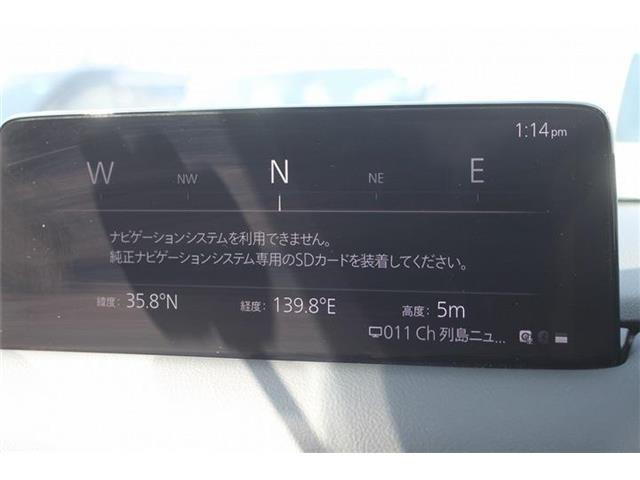 1:14 pm
W NW N NE E
ナビゲーションシステムを利用できません。
純正ナビゲーションシステム専用のSDカードを装着してください。
緯度: 35.8°N 経度: 139.8°E 高度: 5m
011 Ch 列島ニュ...